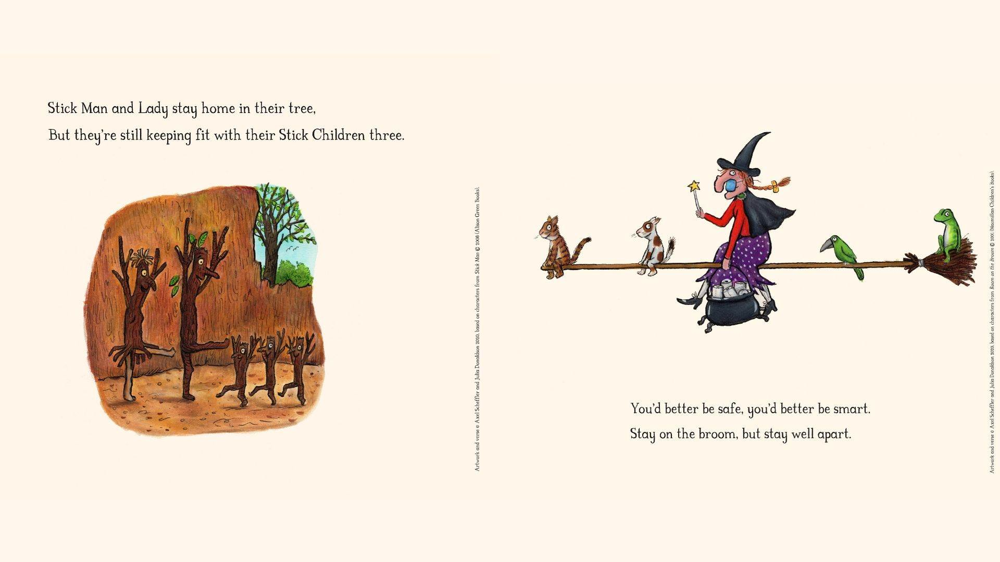 Stick Man and Lady stay home in their tree,
But they're still keeping fit with their Stick Children three.
Artwork and verse © Axel Scheffler and Julia Donaldson 2020, based on characters from Stick Man © 2008 (Alison Green Books).
You'd better be safe, you'd better be smart.
Stay on the broom, but stay well apart.
Artwork and verse © Axel Scheffler and Julia Donaldson 2020, based on characters from Room on the Broom © 2001 (Macmillan Children's Books).